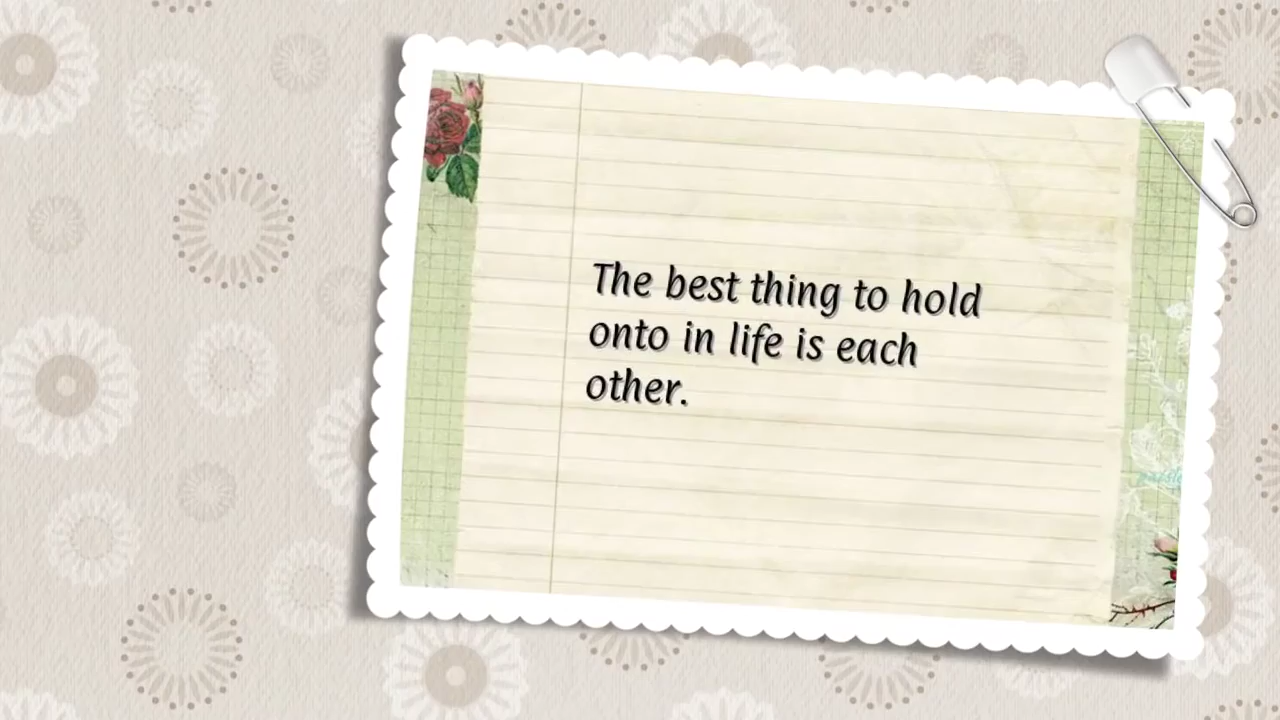 The best thing to hold
onto in life is each
other.